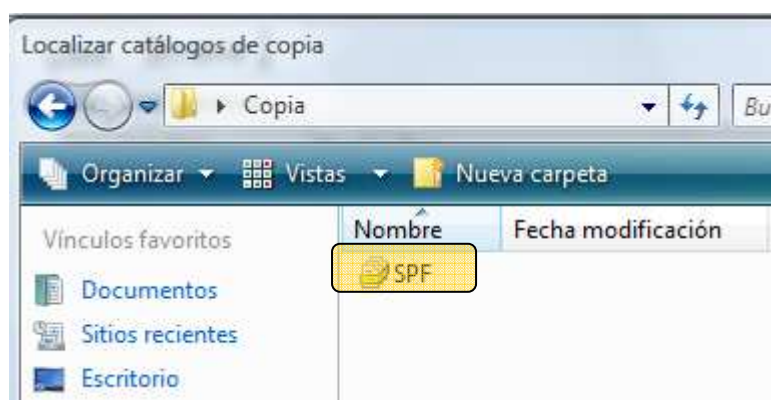 Localizar catálogos de copia
Copia
Bu
Organizar Vistas Nueva carpeta
Vínculos favoritos
Nombre Fecha modificación
SPF
Documentos
Sitios recientes
Escritorio